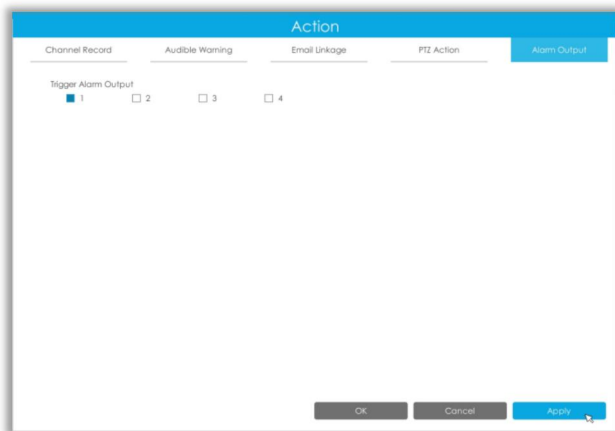 Action
Channel Record Audible Warning Email Linkage PTZ Action Alarm Output
Trigger Alarm Output
1 2 3 4
OK Cancel Apply